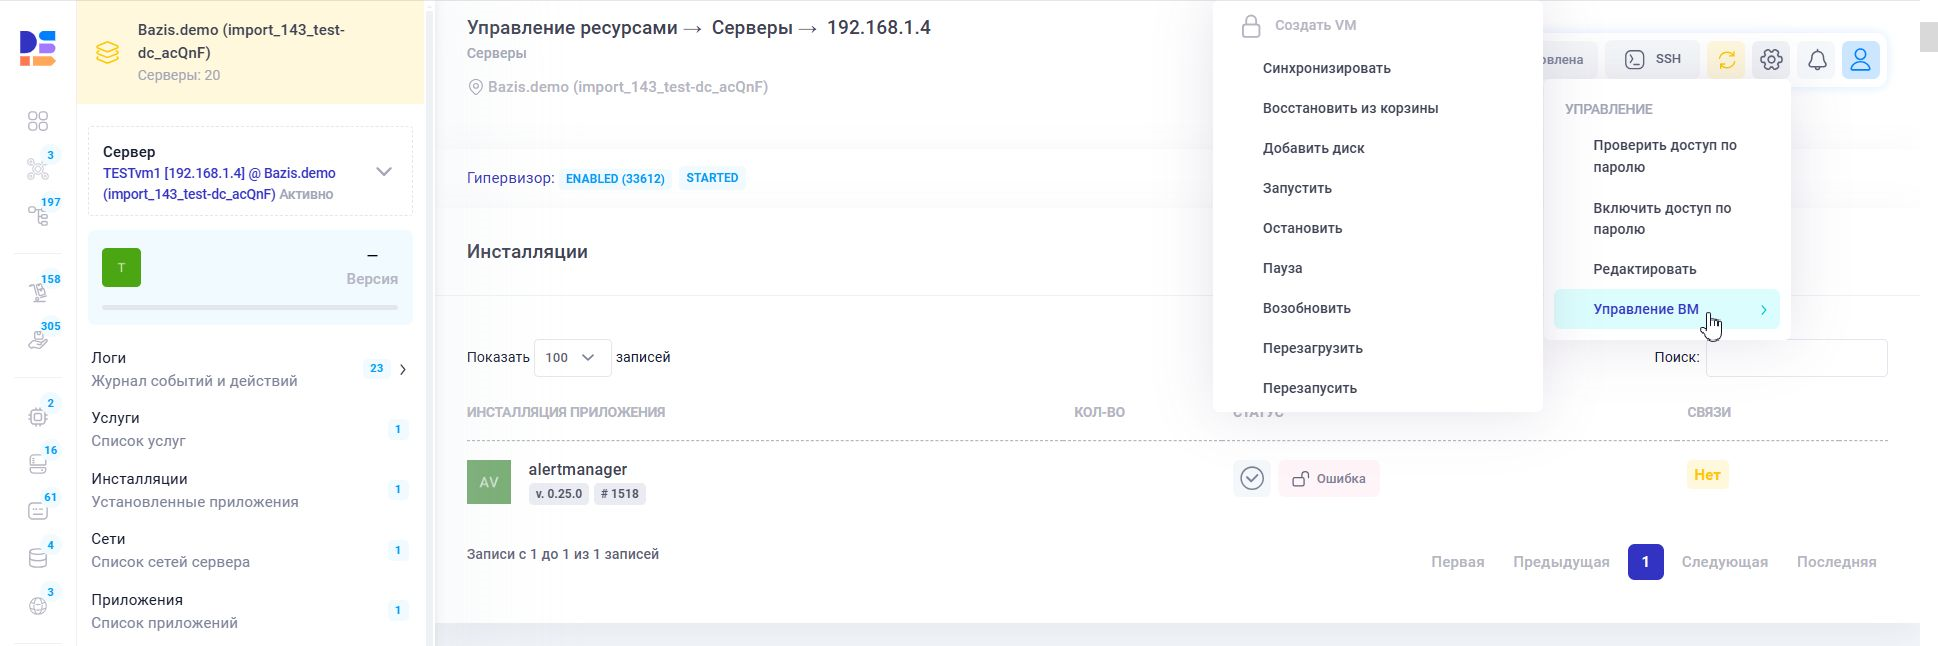 Bazis.demo (import_143_test-
dc_acQnF)
Серверы: 20
3
197
158
305
2
16
61
4
3
Сервер
TESTvm1 [192.168.1.4] @ Bazis.demo
(import_143_test-dc_acQnF) Активно
T
–
Версия
Логи
Журнал событий и действий
23
Услуги
Список услуг
1
Инсталляции
Установленные приложения
1
Сети
Список сетей сервера
1
Приложения
Список приложений
1
Управление ресурсами → Серверы → 192.168.1.4
Серверы
Bazis.demo (import_143_test-dc_acQnF)
SSH
Гипервизор: ENABLED (33612) STARTED
Инсталляции
Показать 100 записей
Поиск:
ИНСТАЛЛЯЦИЯ ПРИЛОЖЕНИЯ КОЛ-ВО СТАТУС СВЯЗИ
AV
alertmanager
v. 0.25.0 # 1518
Ошибка
Нет
Записи с 1 до 1 из 1 записей
Первая Предыдущая 1 Следующая Последняя
Создать VM
Синхронизировать
Восстановить из корзины
Добавить диск
Запустить
Остановить
Пауза
Возобновить
Перезагрузить
Перезапусить
УПРАВЛЕНИЕ
Проверить доступ по
паролю
Включить доступ по
паролю
Редактировать
Управление ВМ